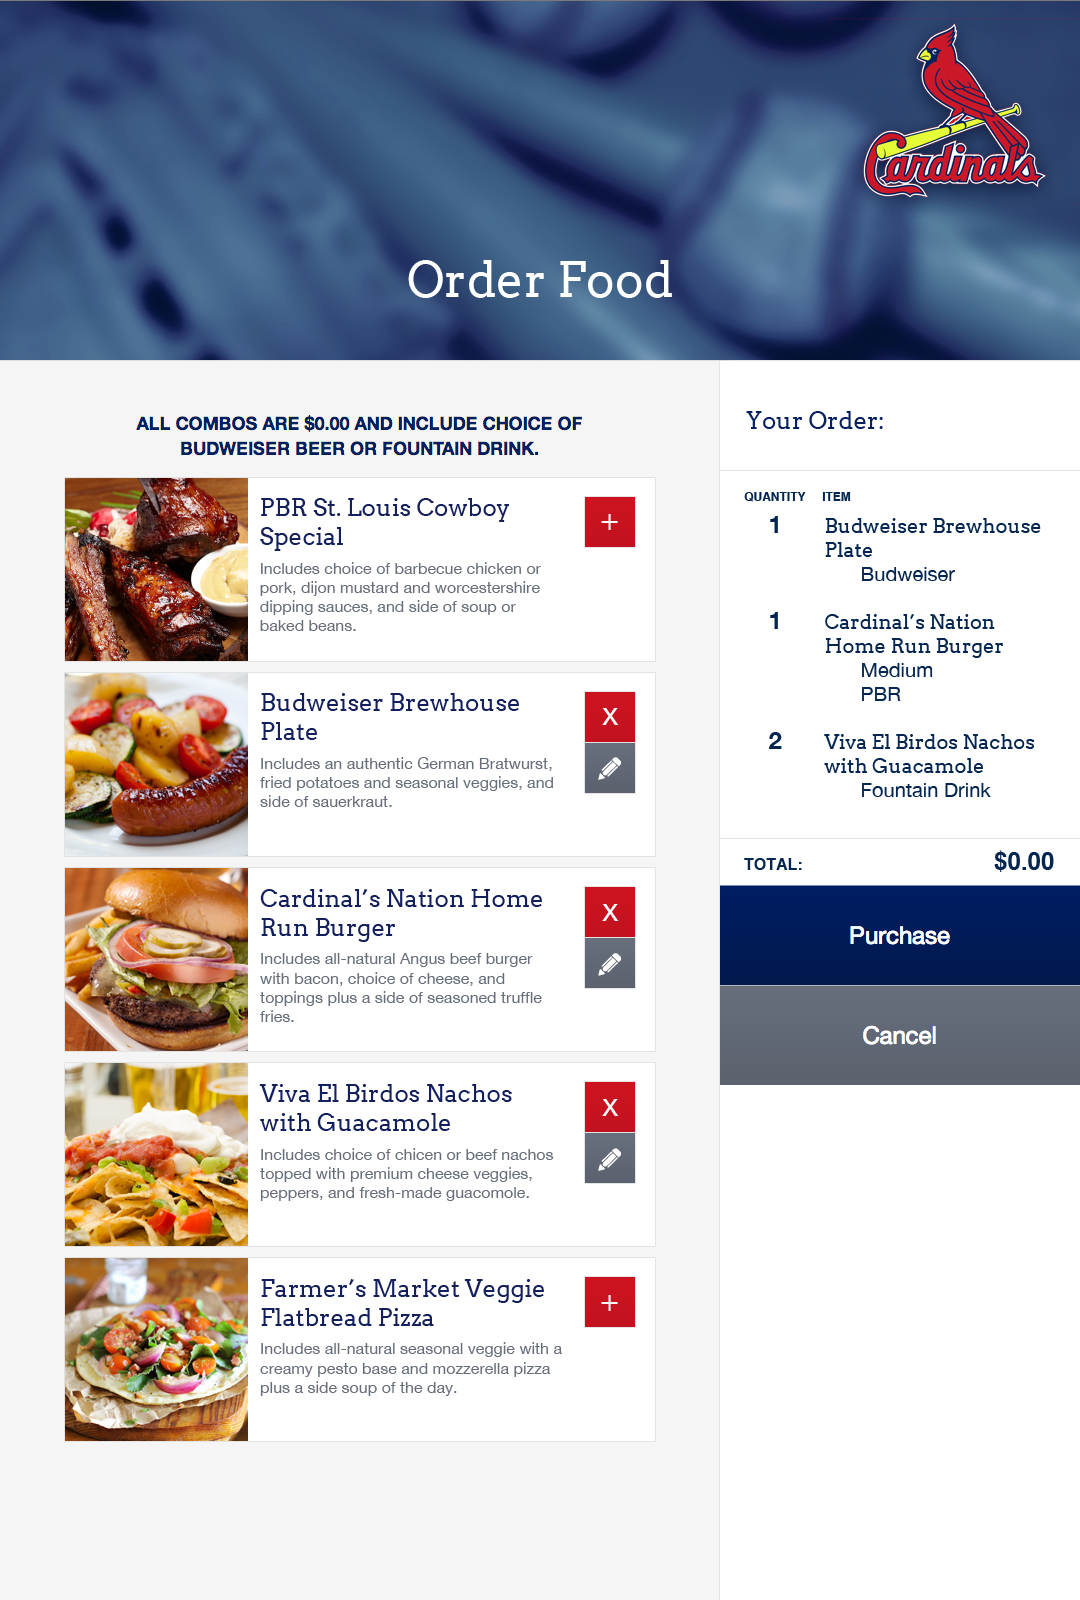 Cardinals
Order Food
ALL COMBOS ARE $0.00 AND INCLUDE CHOICE OF
BUDWEISER BEER OR FOUNTAIN DRINK.
PBR St. Louis Cowboy
Special
+
Includes choice of barbecue chicken or
pork, dijon mustard and worcestershire
dipping sauces, and side of soup or
baked beans.
Budweiser Brewhouse
Plate
X
Includes an authentic German Bratwurst,
fried potatoes and seasonal veggies, and
side of sauerkraut.
Cardinal’s Nation Home
Run Burger
X
Includes all-natural Angus beef burger
with bacon, choice of cheese, and
toppings plus a side of seasoned truffle
fries.
Viva El Birdos Nachos
with Guacamole
X
Includes choice of chicen or beef nachos
topped with premium cheese veggies,
peppers, and fresh-made guacomole.
Farmer’s Market Veggie
Flatbread Pizza
+
Includes all-natural seasonal veggie with a
creamy pesto base and mozzerella pizza
plus a side soup of the day.
Your Order:
QUANTITY ITEM
1 Budweiser Brewhouse
Plate
Budweiser
1 Cardinal’s Nation
Home Run Burger
Medium
PBR
2 Viva El Birdos Nachos
with Guacamole
Fountain Drink
TOTAL: $0.00
Purchase
Cancel